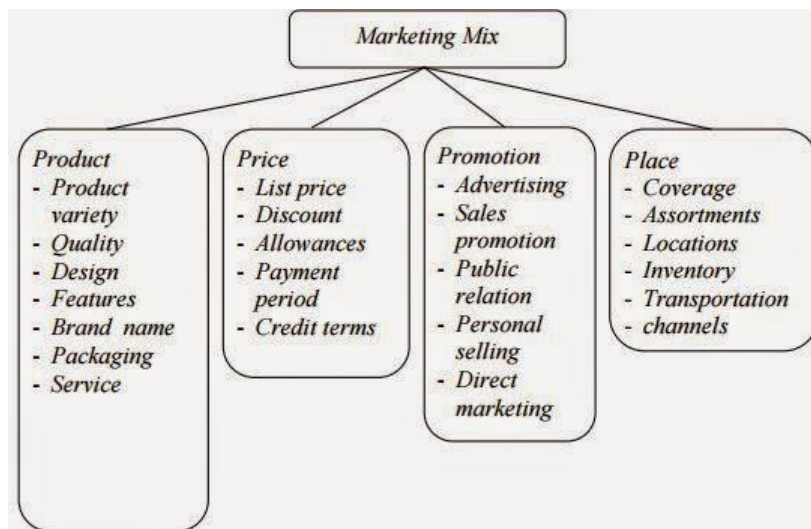 Marketing Mix
Product
- Product
variety
- Quality
- Design
- Features
- Brand name
- Packaging
- Service
Price
- List price
- Discount
- Allowances
- Payment
period
- Credit terms
Promotion
- Advertising
- Sales
promotion
- Public
relation
- Personal
selling
- Direct
marketing
Place
- Coverage
- Assortments
- Locations
- Inventory
- Transportation
- channels